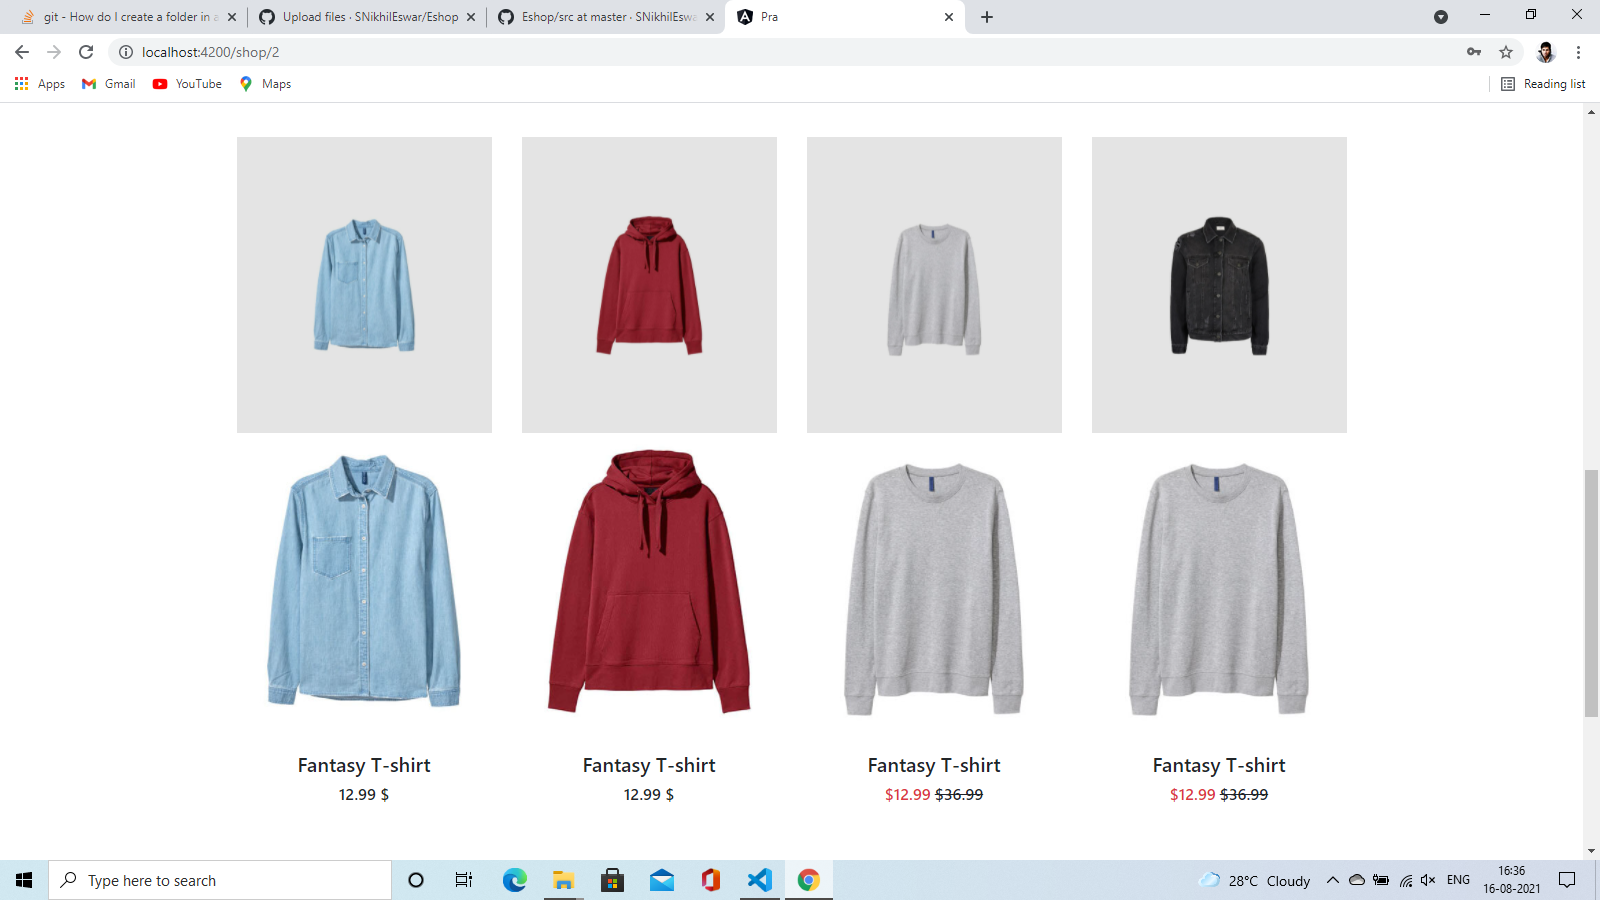 git - How do I create a folder in a
Upload files · SNikhilEswar/Eshop
Eshop/src at master · SNikhilEswa
Pra
localhost:4200/shop/2
Apps
Gmail
YouTube
Maps
Reading list
Fantasy T-shirt
Fantasy T-shirt
Fantasy T-shirt
Fantasy T-shirt
12.99 $
12.99 $
$12.99 $36.99
$12.99 $36.99
Type here to search
28°C Cloudy
ENG
16:36
16-08-2021